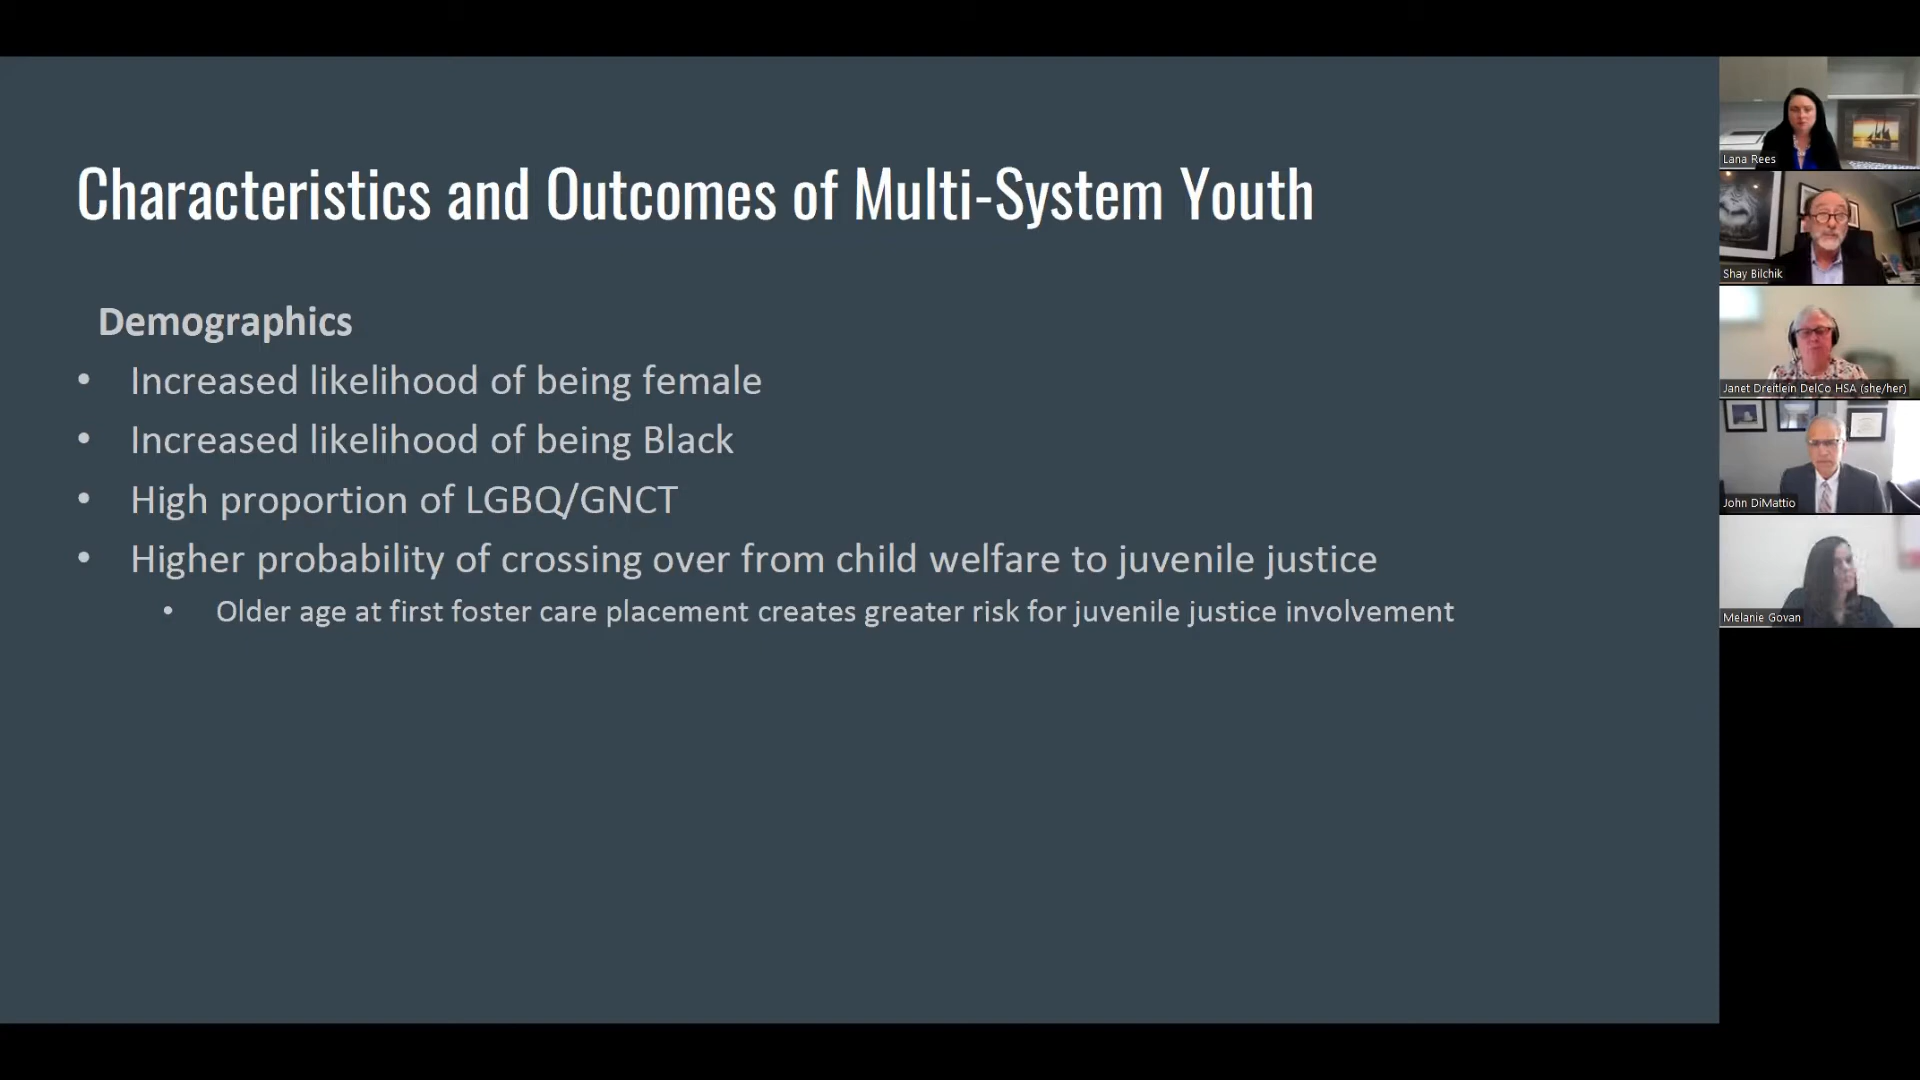 Characteristics and Outcomes of Multi-System Youth
Demographics
• Increased likelihood of being female
• Increased likelihood of being Black
• High proportion of LGBQ/GNCT
• Higher probability of crossing over from child welfare to juvenile justice
• Older age at first foster care placement creates greater risk for juvenile justice involvement
Lana Rees
Shay Bilchik
Janet Dreitlein DelCo HSA (she/her)
John DiMattio
Melanie Govan